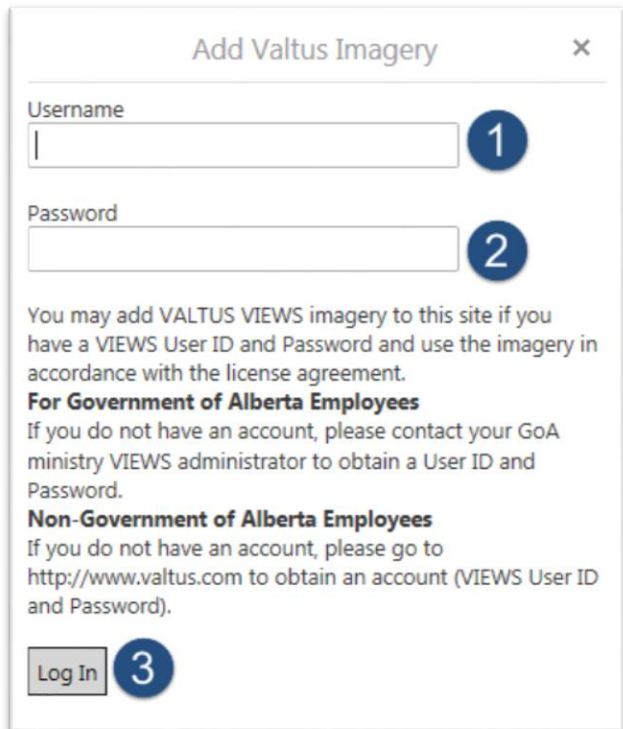 Add Valtus Imagery ×
Username
1
Password
2
You may add VALTUS VIEWS imagery to this site if you
have a VIEWS User ID and Password and use the imagery in
accordance with the license agreement.
For Government of Alberta Employees
If you do not have an account, please contact your GoA
ministry VIEWS administrator to obtain a User ID and
Password.
Non-Government of Alberta Employees
If you do not have an account, please go to
http://www.valtus.com to obtain an account (VIEWS User ID
and Password).
Log In 3